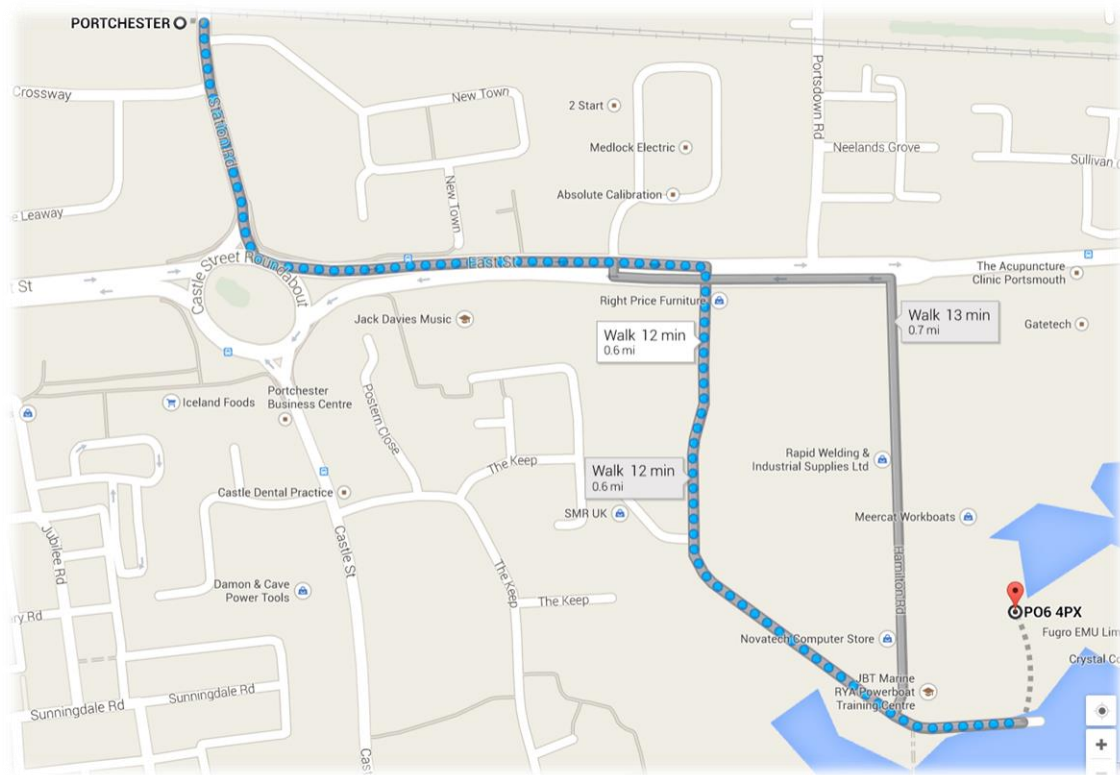 PORTCHESTER
Crossway
Station Rd
New Town
2 Start
Portsdown Rd
Medlock Electric
Neelands Grove
Sullivan
New Town
Absolute Calibration
e Leaway
Castle Street Roundabout
East St
t St
The Acupuncture
Clinic Portsmouth
Right Price Furniture
Jack Davies Music
Walk 13 min
0.7 mi
Gatetech
Walk 12 min
0.6 mi
Iceland Foods
Portchester
Business Centre
Postern Close
Rapid Welding &
Industrial Supplies Ltd
The Keep
Walk 12 min
0.6 mi
Castle Dental Practice
SMR UK
Meercat Workboats
Jubilee Rd
Castle St
Damon & Cave
Power Tools
The Keep
The Keep
Hamilton Rd
PO6 4PX
ry Rd
Fugro EMU Lim
Novatech Computer Store
Crystal Co
JBT Marine
RYA Powerboat
Training Centre
Sunningdale Rd
Sunningdale Rd
Cas
+